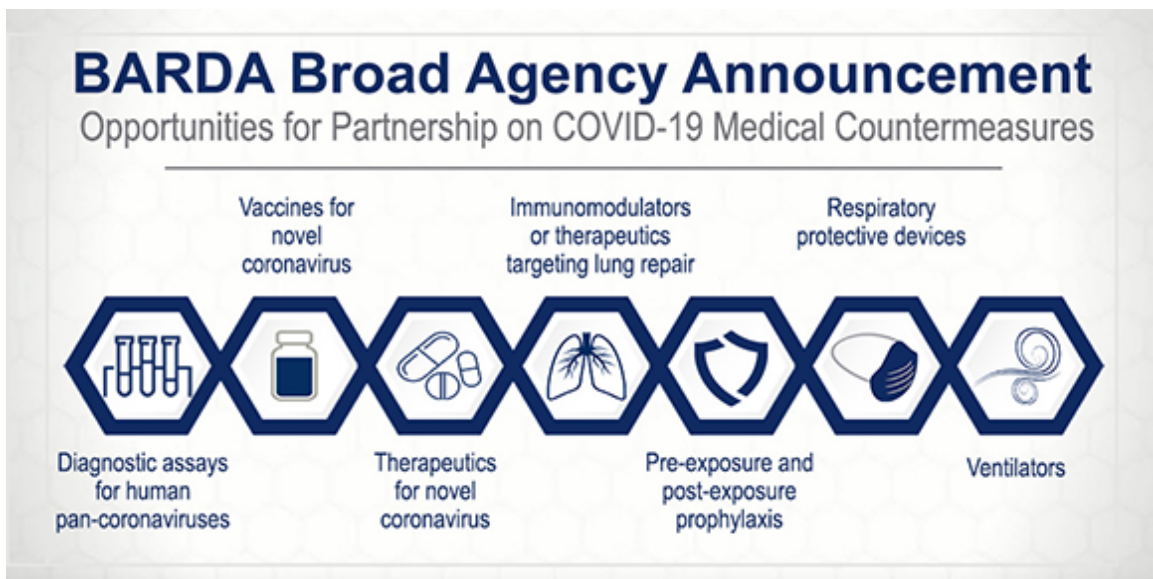 BARDA Broad Agency Announcement
Opportunities for Partnership on COVID-19 Medical Countermeasures
Vaccines for
novel
coronavirus
Immunomodulators
or therapeutics
targeting lung repair
Respiratory
protective devices
Diagnostic assays
for human
pan-coronaviruses
Therapeutics
for novel
coronavirus
Pre-exposure and
post-exposure
prophylaxis
Ventilators